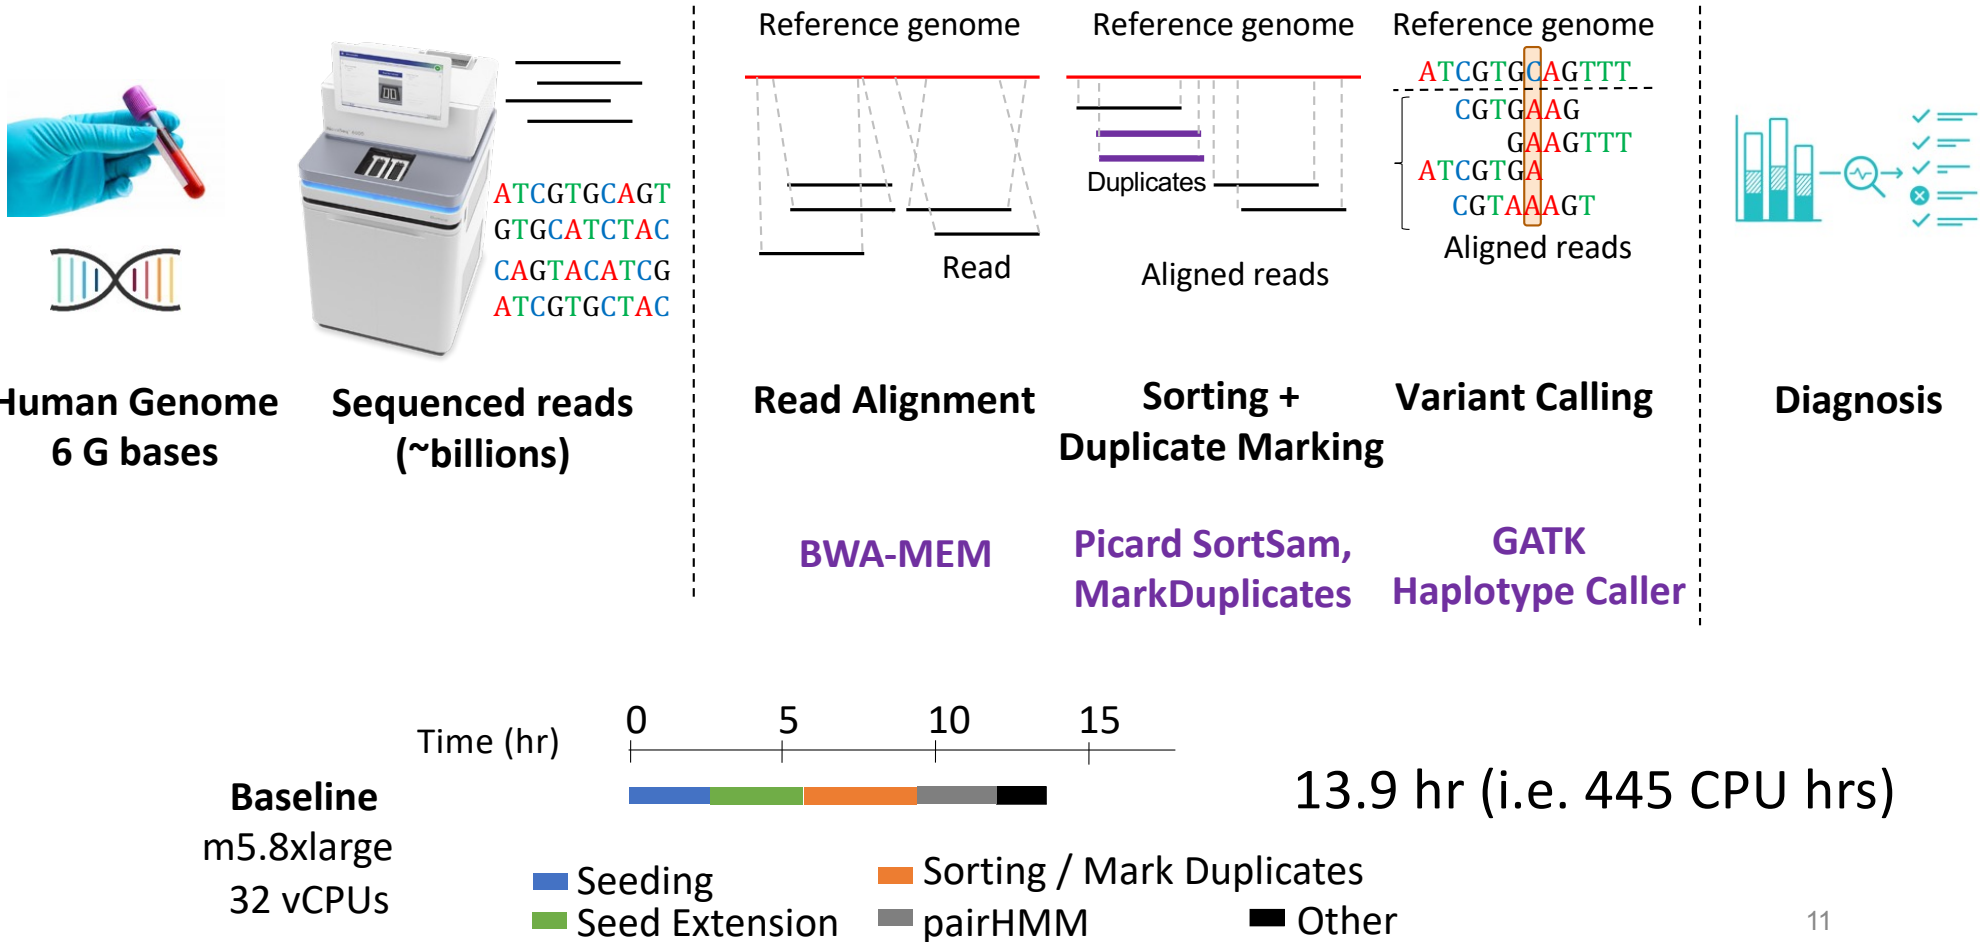 Reference genome
Reference genome
Reference genome
ATCGTGCAGTTT
CGTGAAG
GAAGTTT
ATCGTGA
CGTAAAGT
Aligned reads
Duplicates
Aligned reads
Read
ATCGTGCAGT
GTGCATCTAC
CAGTACATCG
ATCGTGCTAC
Human Genome
6 G bases
Sequenced reads
(~billions)
Read Alignment
Sorting +
Duplicate Marking
Variant Calling
Diagnosis
BWA-MEM
Picard SortSam,
MarkDuplicates
GATK
Haplotype Caller
Time (hr)
0 5 10 15
Baseline
m5.8xlarge
32 vCPUs
13.9 hr (i.e. 445 CPU hrs)
Seeding
Sorting / Mark Duplicates
Seed Extension
pairHMM
Other
11